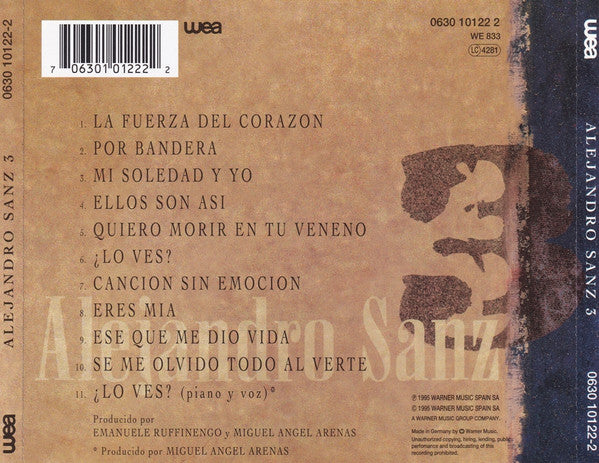 wea
0630 10122-2
ALEJANDRO SANZ 3
wea
7 06301 01222 2
wea
0630 10122 2
WE 833
LC 4281
1. LA FUERZA DEL CORAZON
2. POR BANDERA
3. MI SOLEDAD Y YO
4. ELLOS SON ASI
5. QUIERO MORIR EN TU VENENO
6. ¿LO VES?
7. CANCION SIN EMOCION
8. ERES MIA
9. ESE QUE ME DIO VIDA
10. SE ME OLVIDO TODO AL VERTE
11. ¿LO VES? (piano y voz)*
Alejandro Sanz
3
Producido por
EMANUELE RUFFINENGO y MIGUEL ANGEL ARENAS
* Producido por MIGUEL ANGEL ARENAS
℗ 1995 WARNER MUSIC SPAIN SA
© 1995 WARNER MUSIC SPAIN SA
A WARNER MUSIC GROUP COMPANY.
Made in Germany by Warner Music.
Unauthorized copying, hiring, lending, public
performance and broadcasting of this
recording prohibited.
ALEJANDRO SANZ 3
0630 10122-2